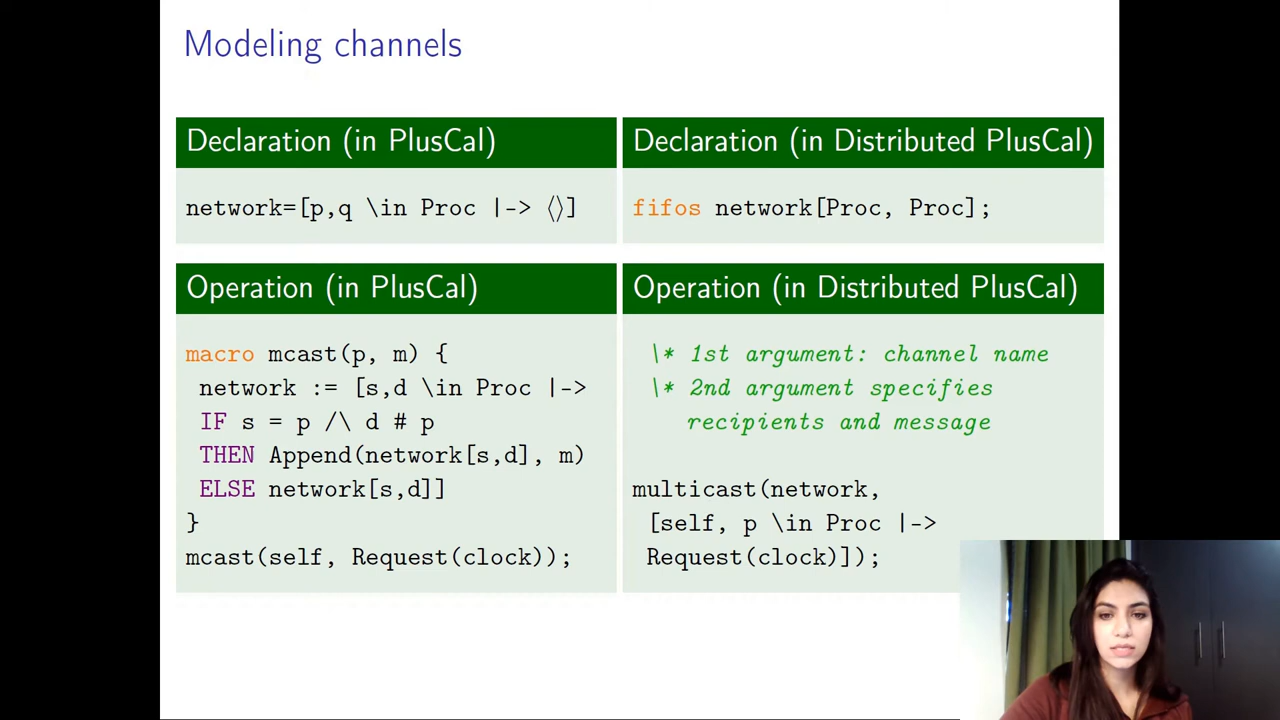 Modeling channels
Declaration (in PlusCal)
network=[p,q \in Proc |-> ⟨⟩]
Declaration (in Distributed PlusCal)
fifos network[Proc, Proc];
Operation (in PlusCal)
macro mcast(p, m) {
network := [s,d \in Proc |->
IF s = p /\ d # p
THEN Append(network[s,d], m)
ELSE network[s,d]]
}
mcast(self, Request(clock));
Operation (in Distributed PlusCal)
\* 1st argument: channel name
\* 2nd argument specifies
recipients and message
multicast(network,
[self, p \in Proc |->
Request(clock)]);